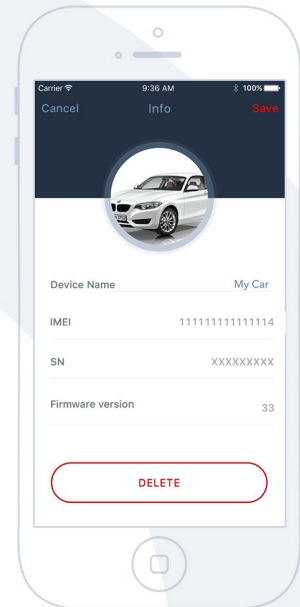 Carrier 9:36 AM 100%
Cancel Info Save
Device Name My Car
IMEI 111111111111114
SN XXXXXXXXX
Firmware version 33
DELETE